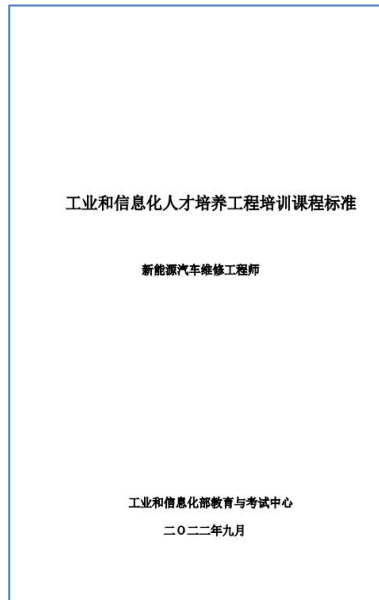 工业和信息化人才培养工程培训课程标准
新能源汽车维修工程师
工业和信息化部教育与考试中心
二〇二二年九月